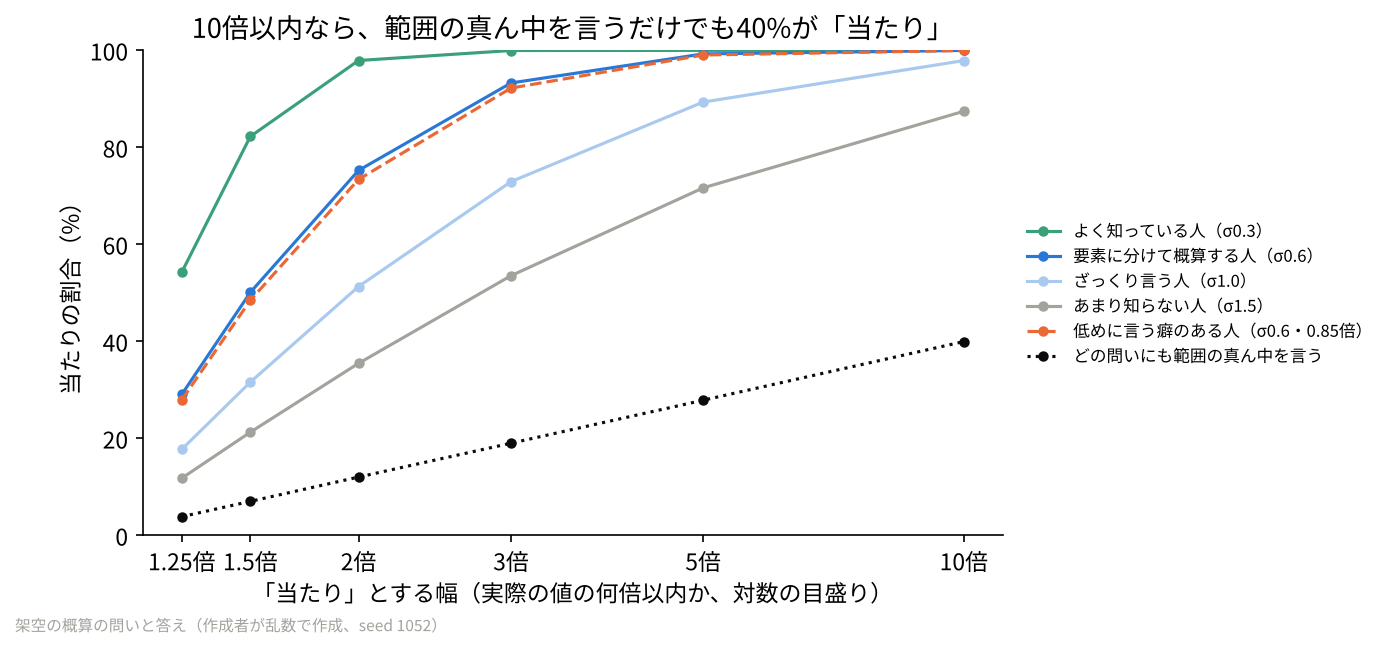 10倍以内なら、範囲の真ん中を言うだけでも40%が「当たり」
当たりの割合（%）
100
80
60
40
20
0
1.25倍 1.5倍 2倍 3倍 5倍 10倍
「当たり」とする幅（実際の値の何倍以内か、対数の目盛り）
よく知っている人（σ0.3）
要素に分けて概算する人（σ0.6）
ざっくり言う人（σ1.0）
あまり知らない人（σ1.5）
低めに言う癖のある人（σ0.6・0.85倍）
どの問いにも範囲の真ん中を言う
架空の概算の問いと答え（作成者が乱数で作成、seed 1052）